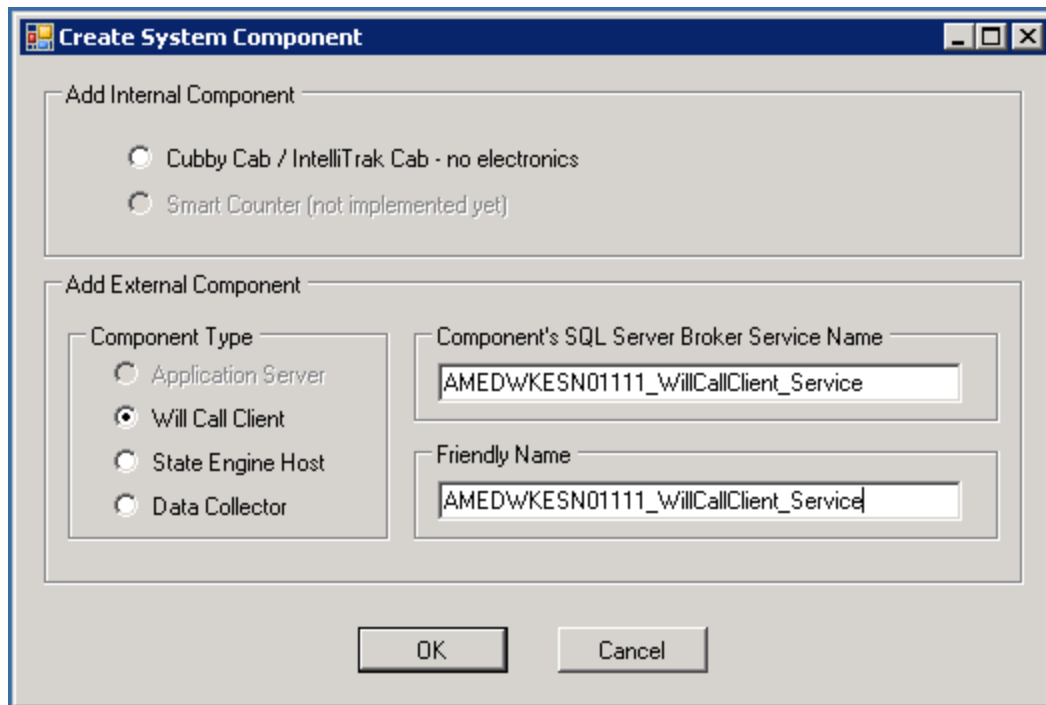 Create System Component
Add Internal Component
Cubby Cab / IntelliTrak Cab - no electronics
Smart Counter (not implemented yet)
Add External Component
Component Type
Application Server
Will Call Client
State Engine Host
Data Collector
Component's SQL Server Broker Service Name
AMEDWKESN01111_WillCallClient_Service
Friendly Name
AMEDWKESN01111_WillCallClient_Service
OK
Cancel